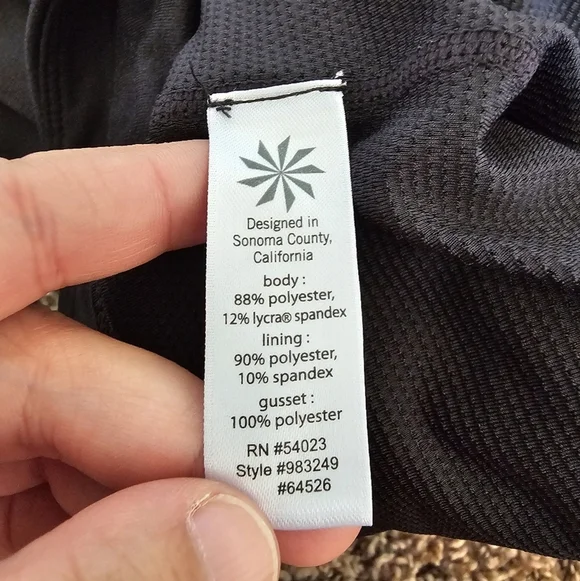 Designed in
Sonoma County,
California
body :
88% polyester,
12% lycra® spandex
lining :
90% polyester,
10% spandex
gusset :
100% polyester
RN #54023
Style #983249
#64526